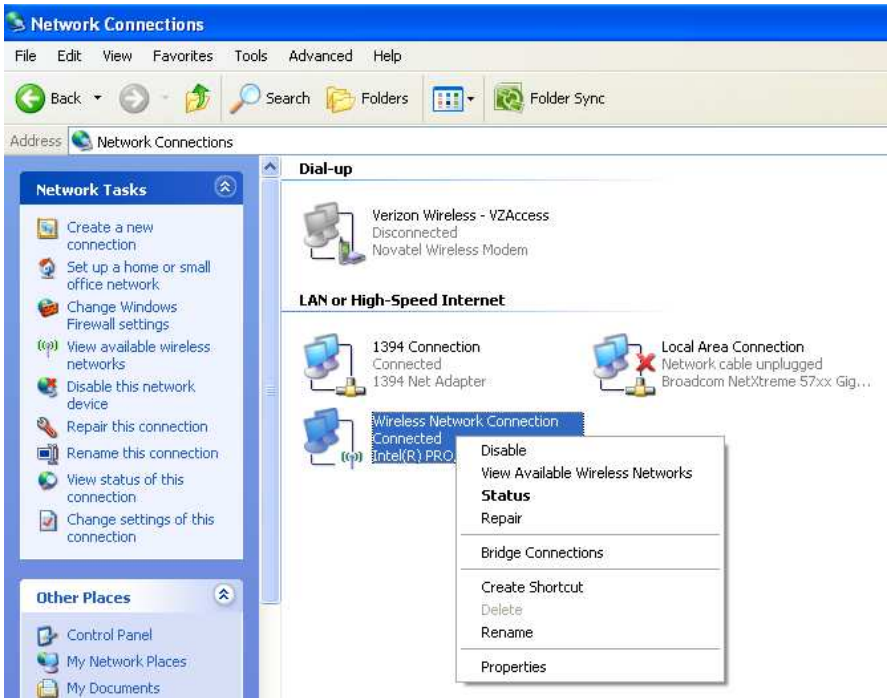 Network Connections
File Edit View Favorites Tools Advanced Help
Back Search Folders Folder Sync
Address Network Connections
Network Tasks
Create a new
connection
Set up a home or small
office network
Change Windows
Firewall settings
View available wireless
networks
Disable this network
device
Repair this connection
Rename this connection
View status of this
connection
Change settings of this
connection
Other Places
Control Panel
My Network Places
My Documents
Dial-up
Verizon Wireless - VZAccess
Disconnected
Novatel Wireless Modem
LAN or High-Speed Internet
1394 Connection
Connected
1394 Net Adapter
Local Area Connection
Network cable unplugged
Broadcom NetXtreme 57xx Gig...
Wireless Network Connection
Connected
Intel(R) PRO
Disable
View Available Wireless Networks
Status
Repair
Bridge Connections
Create Shortcut
Delete
Rename
Properties